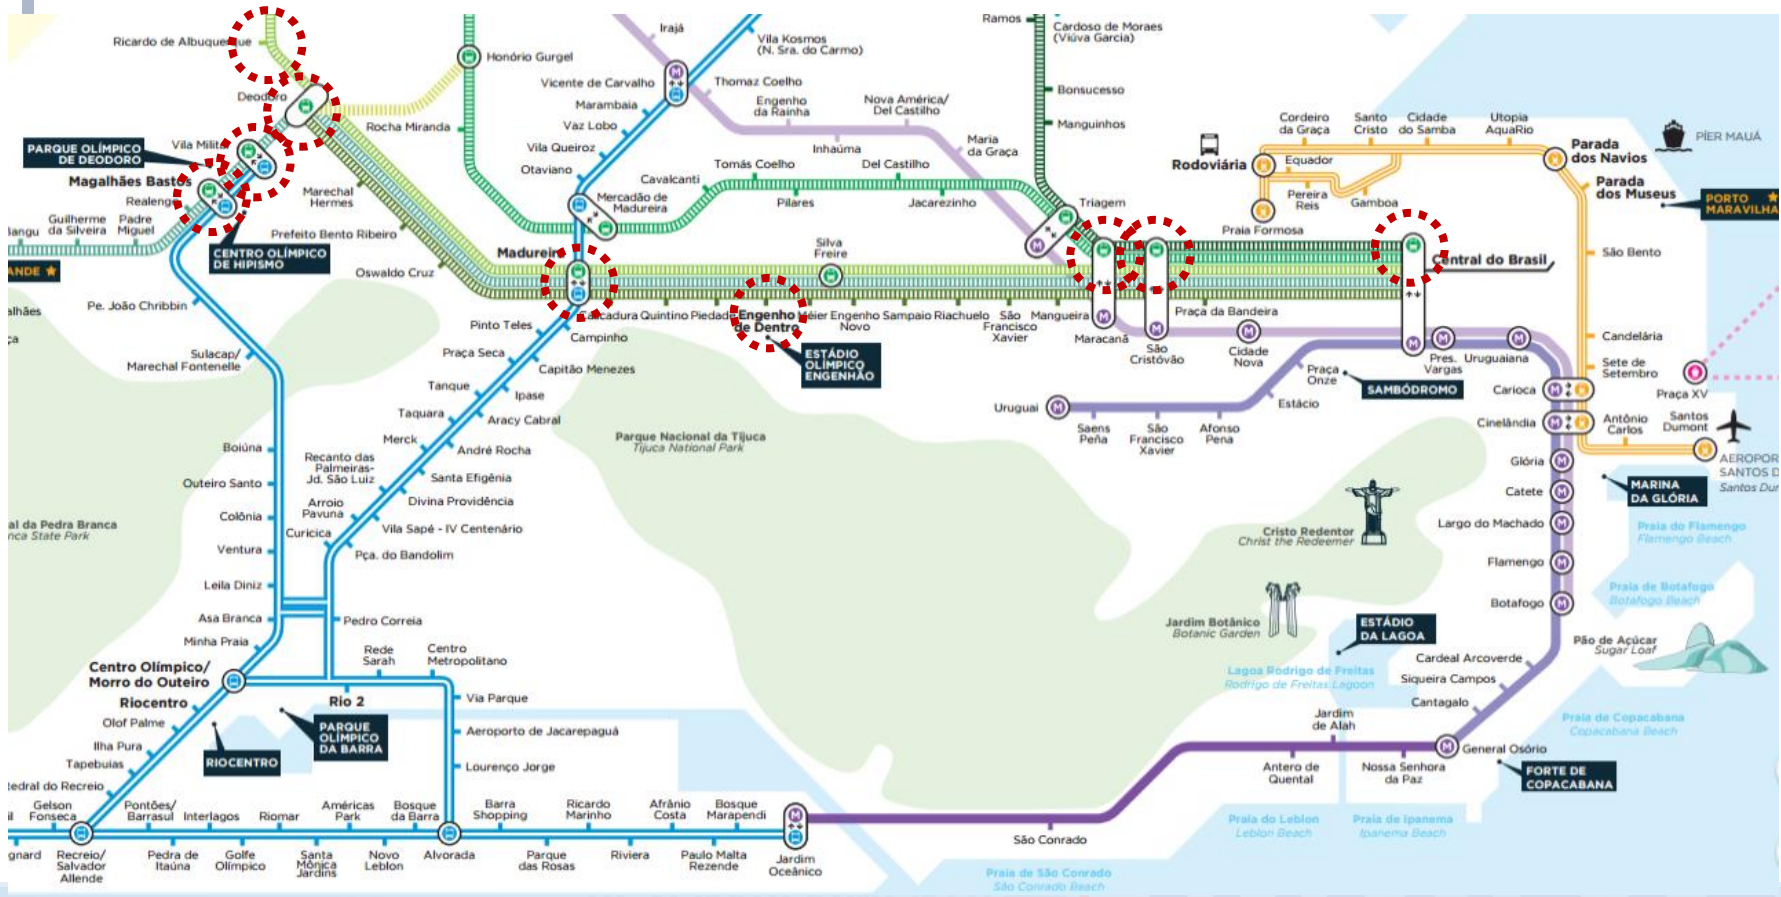 Ricardo de Albuquerque
Deodoro
PARQUE OLÍMPICO
DE DEODORO
Vila Militar
Magalhães Bastos
Realengo
Guilherme
da Silveira
Padre
Miguel
CENTRO OLÍMPICO
DE HIPISMO
Honório Gurgel
Rocha Miranda
Marechal
Hermes
Prefeito Bento Ribeiro
Oswaldo Cruz
Irajá
Vila Kosmos
(N. Sra. do Carmo)
Vicente de Carvalho
Thomaz Coelho
Marambaia
Vaz Lobo
Vila Queiroz
Otaviano
Mercadão de
Madureira
Engenho
da Rainha
Nova América/
Del Castilho
Inhaúma
Maria
da Graça
Tomás Coelho
Del Castilho
Cavalcanti
Pilares
Jacarezinho
Ramos
Cardoso de Moraes
(Viúva Garcia)
Bonsucesso
Manguinhos
Triagem
Madureira
Silva
Freire
Cascadura
Quintino
Piedade
Engenho
de Dentro
Méier
Engenho
Novo
Sampaio
Riachuelo
São
Francisco
Xavier
Mangueira
Maracanã
São
Cristóvão
Praça da Bandeira
Cidade
Nova
Central do Brasil
ESTÁDIO
OLÍMPICO
ENGENHÃO
Rodoviária
Cordeiro
da Graça
Santo
Cristo
Cidade
do Samba
Utopia
AquaRio
Equador
Pereira
Reis
Gamboa
Praia Formosa
Parada
dos Navios
Parada
dos Museus
PÍER MAUÁ
PORTO
MARAVILHA
São Bento
Candelária
Sete de
Setembro
Praça XV
Pres.
Vargas
Uruguaiana
Carioca
Cinelândia
Antônio
Carlos
Santos
Dumont
Praça
Onze
SAMBÓDROMO
Estácio
Uruguai
Saens
Peña
São
Francisco
Xavier
Afonso
Pena
Glória
Catete
Largo do Machado
Flamengo
Botafogo
MARINA
DA GLÓRIA
Praia do Flamengo
Flamengo Beach
Praia de Botafogo
Botafogo Beach
Pão de Açúcar
Sugar Loaf
Cristo Redentor
Christ the Redeemer
Jardim Botânico
Botanic Garden
ESTÁDIO
DA LAGOA
Lagoa Rodrigo de Freitas
Rodrigo de Freitas Lagoon
Cardeal Arcoverde
Siqueira Campos
Cantagalo
Praia de Copacabana
Copacabana Beach
General Osório
FORTE DE
COPACABANA
Jardim
de Alah
Antero de
Quental
Nossa Senhora
da Paz
Praia do Leblon
Leblon Beach
Praia de Ipanema
Ipanema Beach
São Conrado
Praia de São Conrado
São Conrado Beach
Parque Nacional da Tijuca
Tijuca National Park
Pe. João Chribbin
Sulacap/
Marechal Fontenelle
Boiúna
Outeiro Santo
Colônia
Ventura
Leila Diniz
Asa Branca
Minha Praia
Centro Olímpico/
Morro do Outeiro
Riocentro
Olof Palme
Ilha Pura
Tapebuias
RIOCENTRO
PARQUE
OLÍMPICO
DA BARRA
Pinto Teles
Campinho
Praça Seca
Capitão Menezes
Tanque
Ipase
Taquara
Aracy Cabral
Merck
André Rocha
Recanto das
Palmeiras-
Jd. São Luiz
Santa Efigênia
Arroio
Pavuna
Divina Providência
Curicica
Vila Sapê - IV Centenário
Pça. do Bandolim
Pedro Correia
Rede
Sarah
Centro
Metropolitano
Rio 2
Via Parque
Aeroporto de Jacarepaguá
Lourenço Jorge
Gelson
Fonseca
Recreio/
Salvador
Allende
Pontões/
Barrasul
Pedra de
Itaúna
Interlagos
Golfe
Olímpico
Riomar
Santa
Mônica
Jardins
Américas
Park
Novo
Leblon
Bosque
da Barra
Alvorada
Barra
Shopping
Parque
das Rosas
Ricardo
Marinho
Riviera
Afrânio
Costa
Paulo Malta
Rezende
Bosque
Marapendi
Jardim
Oceânico